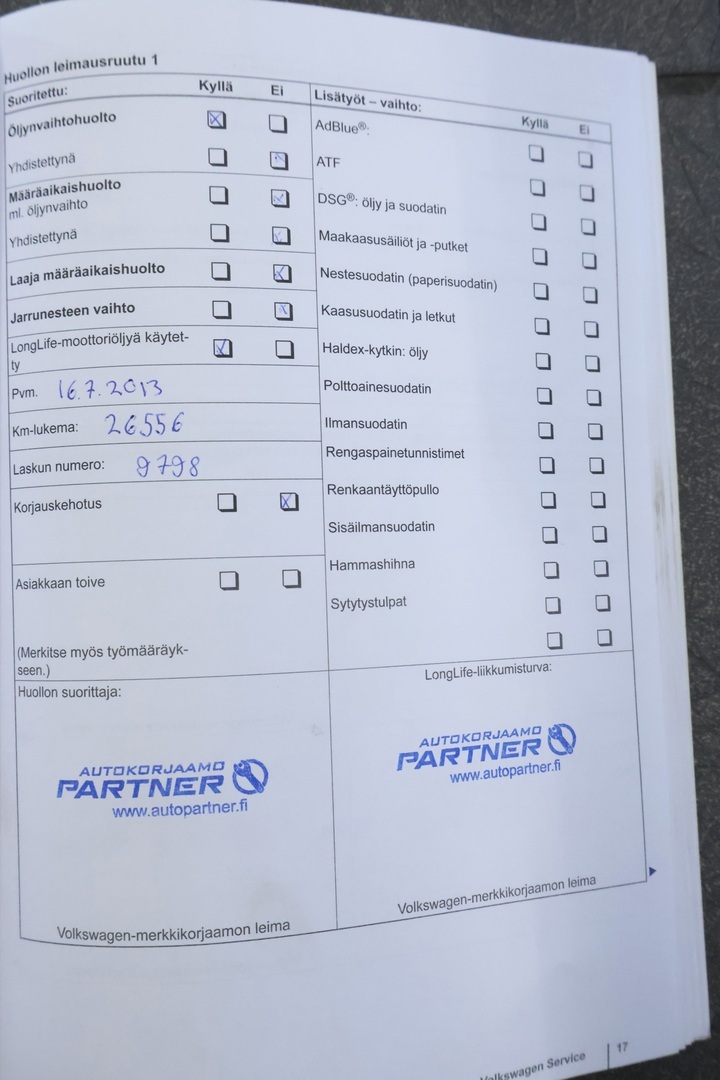 Huollon leimausruutu 1
Suoritettu: Kyllä Ei
Öljynvaihtohuolto
Yhdistettynä
Määräaikaishuolto
ml. öljynvaihto
Yhdistettynä
Laaja määräaikaishuolto
Jarrunesteen vaihto
LongLife-moottoriöljyä käytet-
ty
Pvm. 16.7.2013
Km-lukema: 26556
Laskun numero: 9798
Korjauskehotus
Asiakkaan toive
(Merkitse myös työmääräyk-
seen.)
Huollon suorittaja:
AUTOKORJAAMO
PARTNER
www.autopartner.fi
Volkswagen-merkkikorjaamon leima
Lisätyöt – vaihto:
Kyllä Ei
AdBlue®:
ATF
DSG®: öljy ja suodatin
Maakaasusäiliöt ja -putket
Nestesuodatin (paperisuodatin)
Kaasusuodatin ja letkut
Haldex-kytkin: öljy
Polttoainesuodatin
Ilmansuodatin
Rengaspainetunnistimet
Renkaantäyttöpullo
Sisäilmansuodatin
Hammashihna
Sytytystulpat
LongLife-liikkumisturva:
AUTOKORJAAMO
PARTNER
www.autopartner.fi
Volkswagen-merkkikorjaamon leima
Volkswagen Service 17